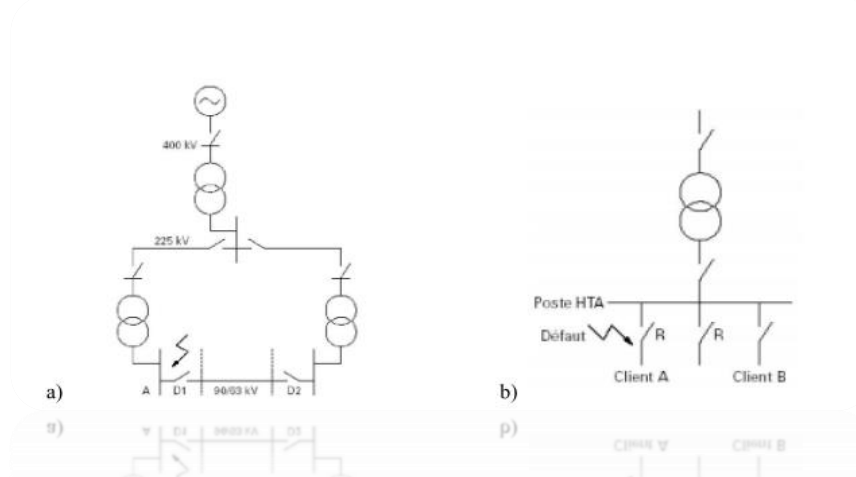 400 kV
225 kV
a)
A D1 90/63 kV D2
Poste HTA
Défaut R R
Client A Client B
b)